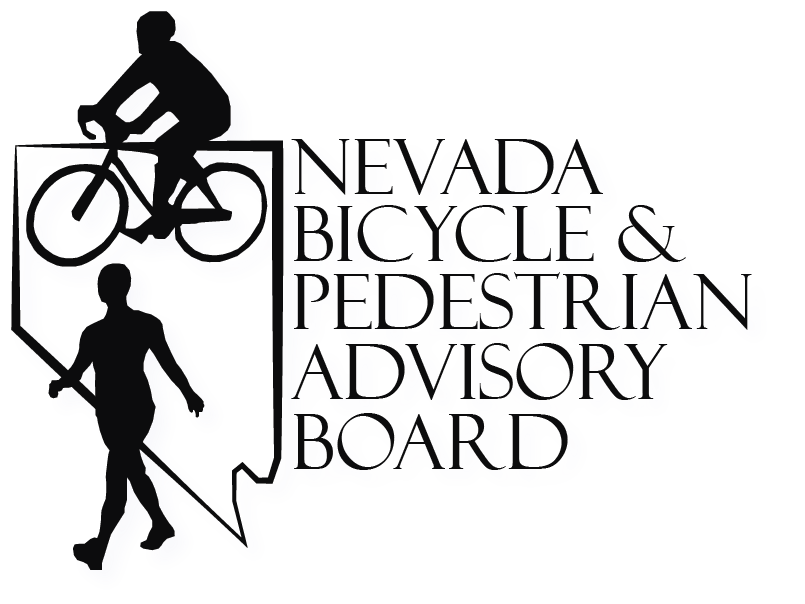 NEVADA
BICYCLE &
PEDESTRIAN
ADVISORY
BOARD